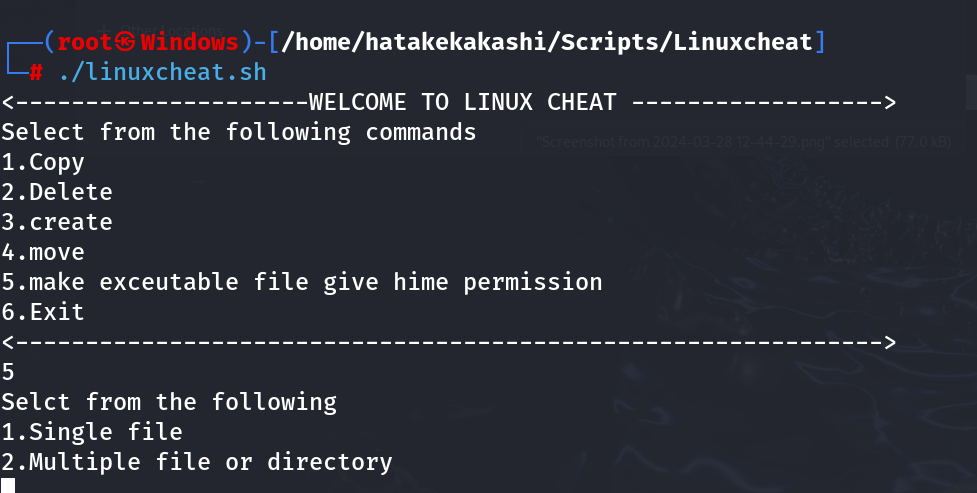 Other Locations
┌──(root㉿Windows)-[/home/hatakekakashi/Scripts/Linuxcheat]
└─# ./linuxcheat.sh
<---------------------WELCOME TO LINUX CHEAT ------------------>
Select from the following commands
"Screenshot from 2024-03-28 12-44-29.png" selected (77.0 kB)
1.Copy
2.Delete
3.create
4.move
5.make exceutable file give hime permission
6.Exit
<-------------------------------------------------------------->
5
Selct from the following
1.Single file
2.Multiple file or directory